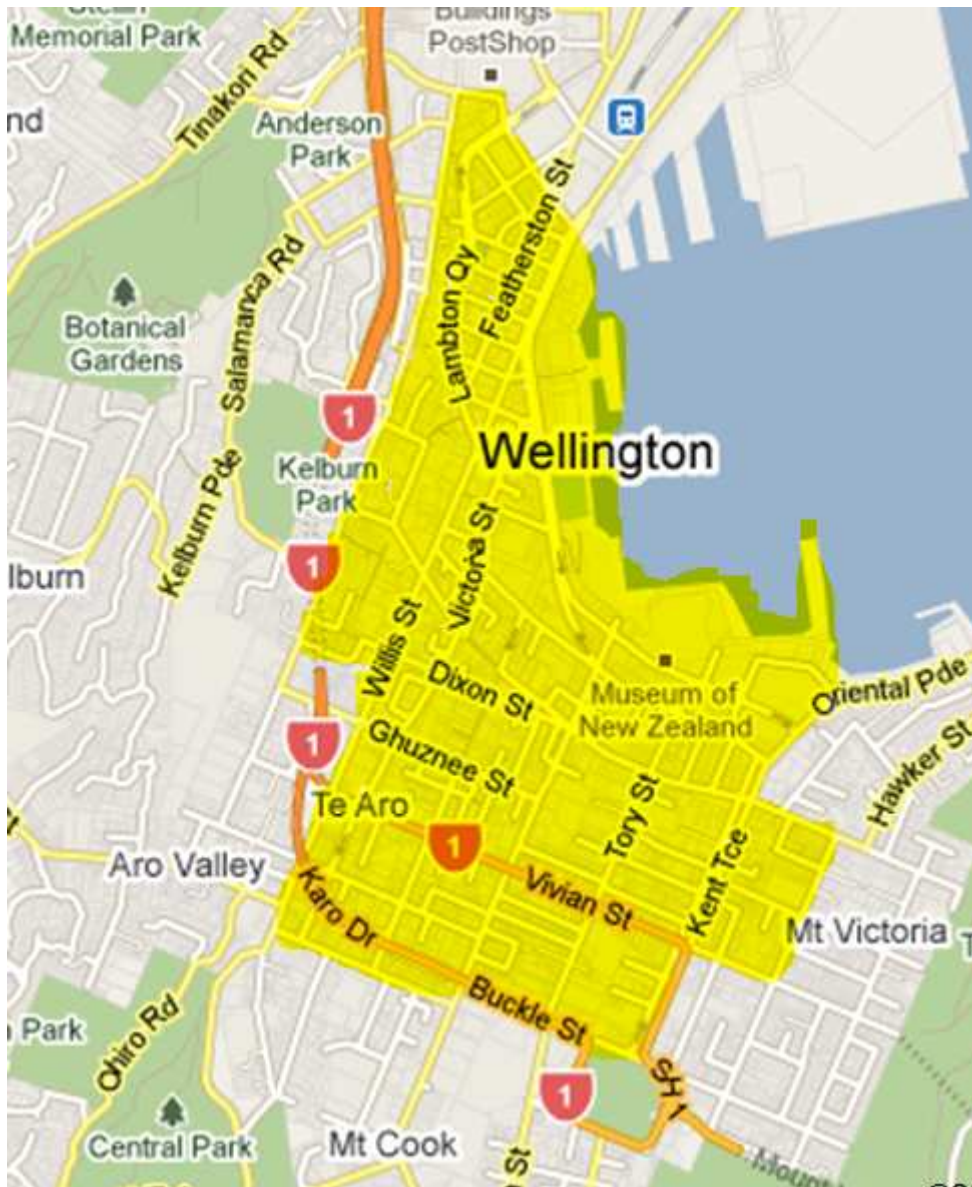 Memorial Park
Buildings
PostShop
Tinakori Rd
nd
Anderson
Park
Featherston St
Lambton Qy
Salamanca Rd
Botanical
Gardens
1
Wellington
Kelburn
Park
Kelburn Pde
Victoria St
1
lburn
Willis St
Dixon St
Museum of
New Zealand
Oriental Pde
Ghuznee St
1
Hawker St
Te Aro
Tory St
1
Aro Valley
Vivian St
Kent Tce
Karo Dr
Mt Victoria
T
Buckle St
Park
Ohiro Rd
SH 1
1
Central Park
Mt Cook
St
Mount